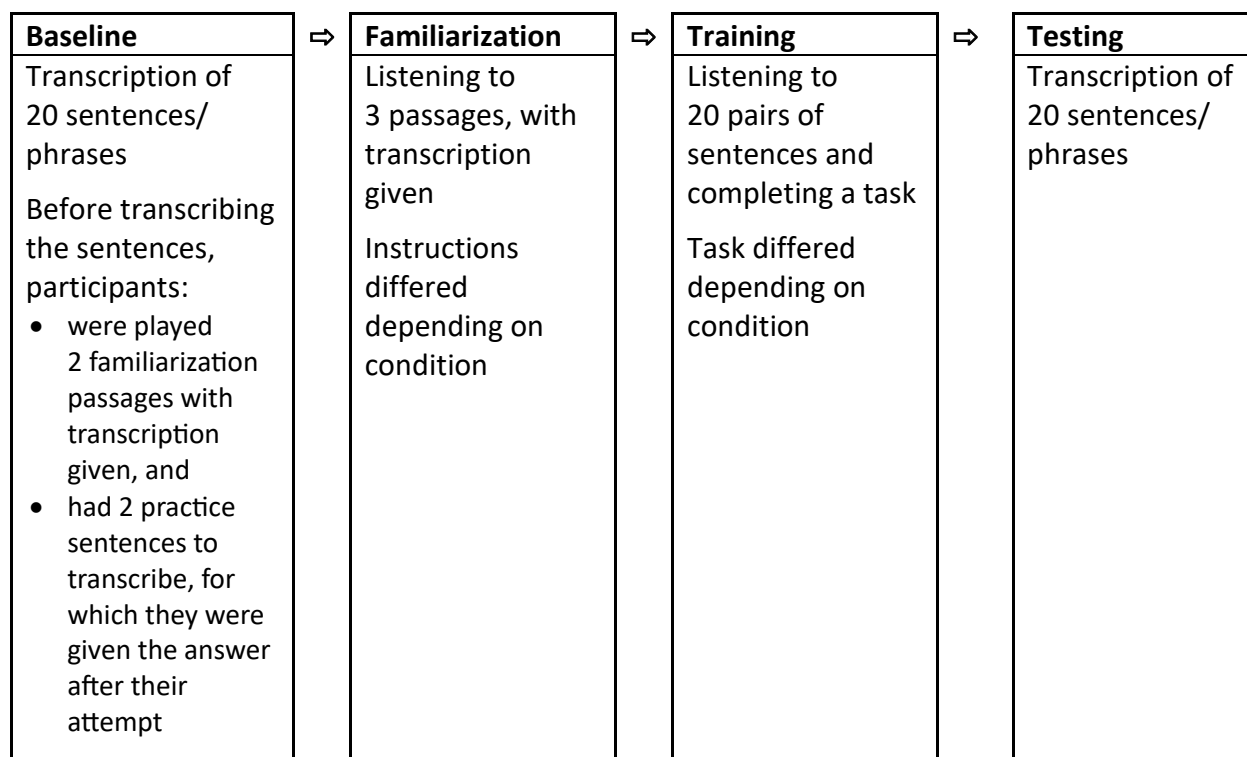 Baseline ⇨ Familiarization ⇨ Training ⇨ Testing
Transcription of
20 sentences/
phrases
Before transcribing
the sentences,
participants:
• were played
2 familiarization
passages with
transcription
given, and
• had 2 practice
sentences to
transcribe, for
which they were
given the answer
after their
attempt
Listening to
3 passages, with
transcription
given
Instructions
differed
depending on
condition
Listening to
20 pairs of
sentences and
completing a task
Task differed
depending on
condition
Transcription of
20 sentences/
phrases